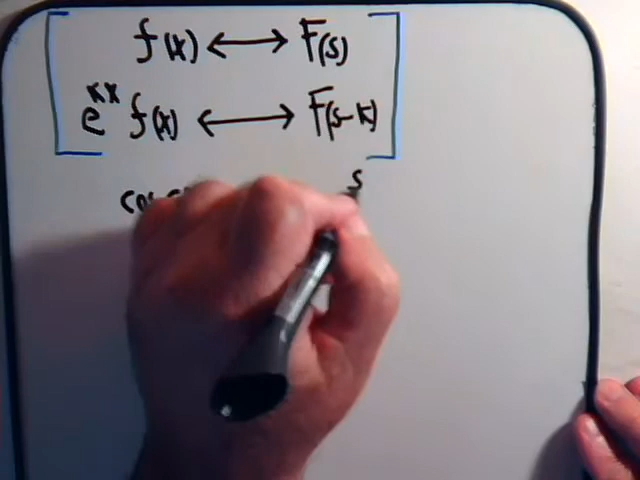 f(x) ↔ F(s)
e^{kx} f(x) ↔ F(s-k)
s